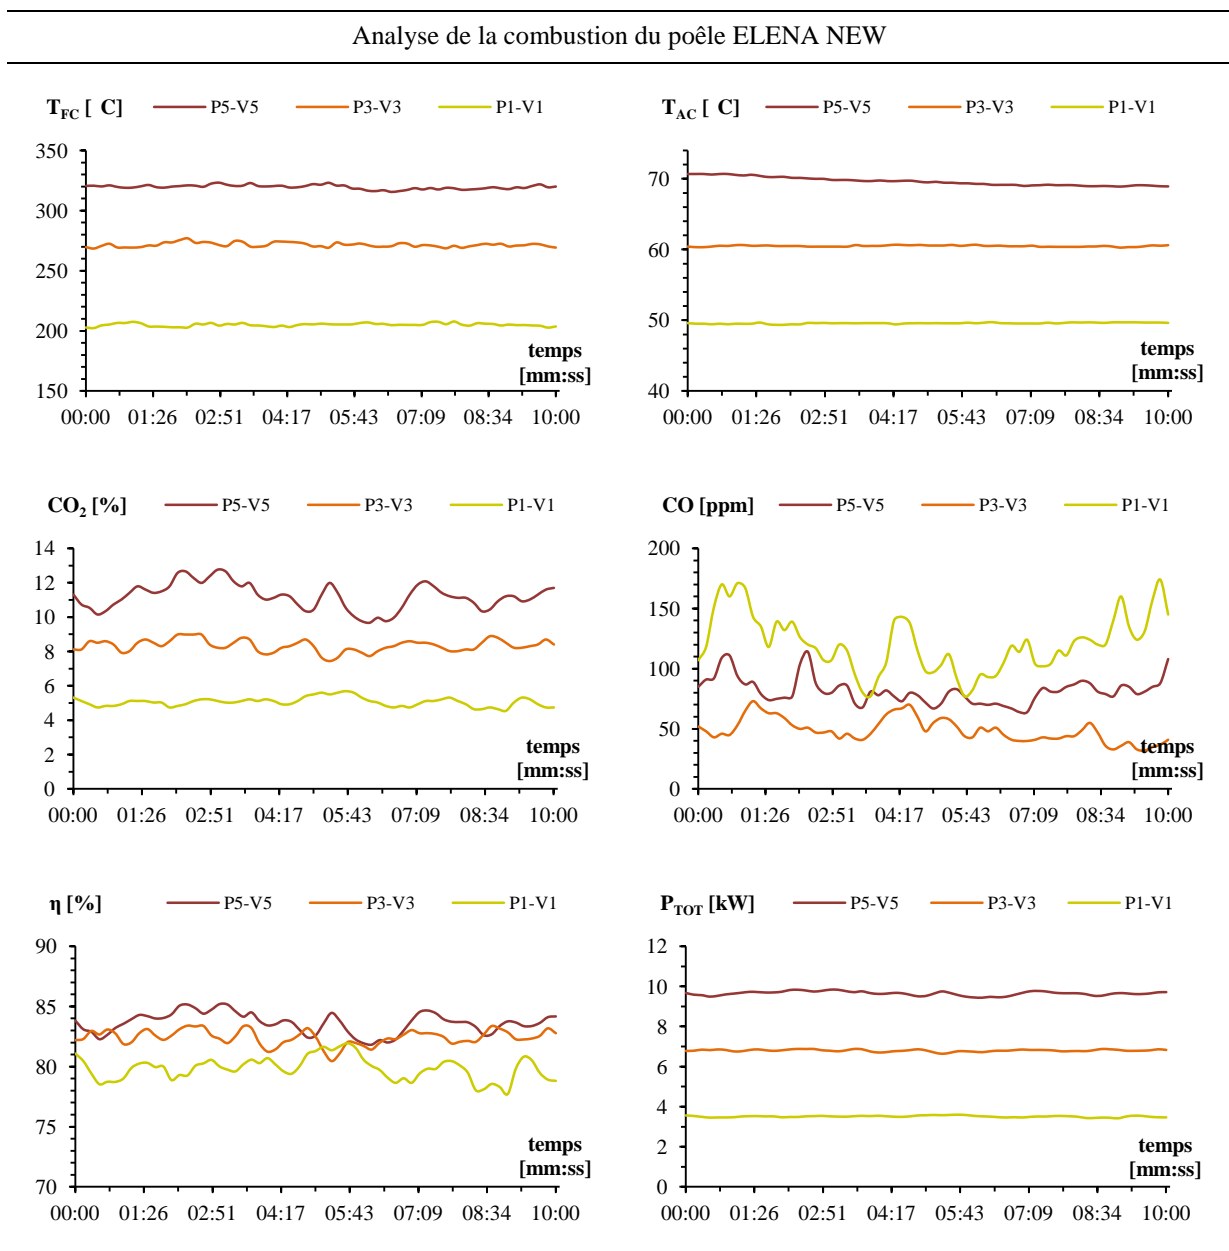 Analyse de la combustion du poêle ELENA NEW
T_FC [ C] P5-V5 P3-V3 P1-V1
350
300
250
200
150
temps
[mm:ss]
00:00 01:26 02:51 04:17 05:43 07:09 08:34 10:00
T_AC [ C] P5-V5 P3-V3 P1-V1
70
60
50
40
temps
[mm:ss]
00:00 01:26 02:51 04:17 05:43 07:09 08:34 10:00
CO₂ [%] P5-V5 P3-V3 P1-V1
14
12
10
8
6
4
2
0
temps
[mm:ss]
00:00 01:26 02:51 04:17 05:43 07:09 08:34 10:00
CO [ppm] P5-V5 P3-V3 P1-V1
200
150
100
50
0
temps
[mm:ss]
00:00 01:26 02:51 04:17 05:43 07:09 08:34 10:00
η [%] P5-V5 P3-V3 P1-V1
90
85
80
75
70
temps
[mm:ss]
00:00 01:26 02:51 04:17 05:43 07:09 08:34 10:00
P_TOT [kW] P5-V5 P3-V3 P1-V1
12
10
8
6
4
2
0
temps
[mm:ss]
00:00 01:26 02:51 04:17 05:43 07:09 08:34 10:00